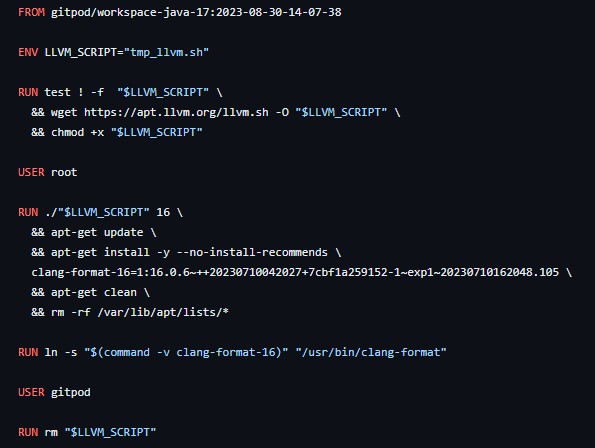 FROM gitpod/workspace-java-17:2023-08-30-14-07-38
ENV LLVM_SCRIPT="tmp_llvm.sh"
RUN test ! -f  "$LLVM_SCRIPT" \
  && wget https://apt.llvm.org/llvm.sh -O "$LLVM_SCRIPT" \
  && chmod +x "$LLVM_SCRIPT"
USER root
RUN ./"$LLVM_SCRIPT" 16 \
  && apt-get update \
  && apt-get install -y --no-install-recommends \
  clang-format-16=1:16.0.6~++20230710042027+7cbf1a259152-1~exp1~20230710162048.105 \
  && apt-get clean \
  && rm -rf /var/lib/apt/lists/*
RUN ln -s "$(command -v clang-format-16)" "/usr/bin/clang-format"
USER gitpod
RUN rm "$LLVM_SCRIPT"